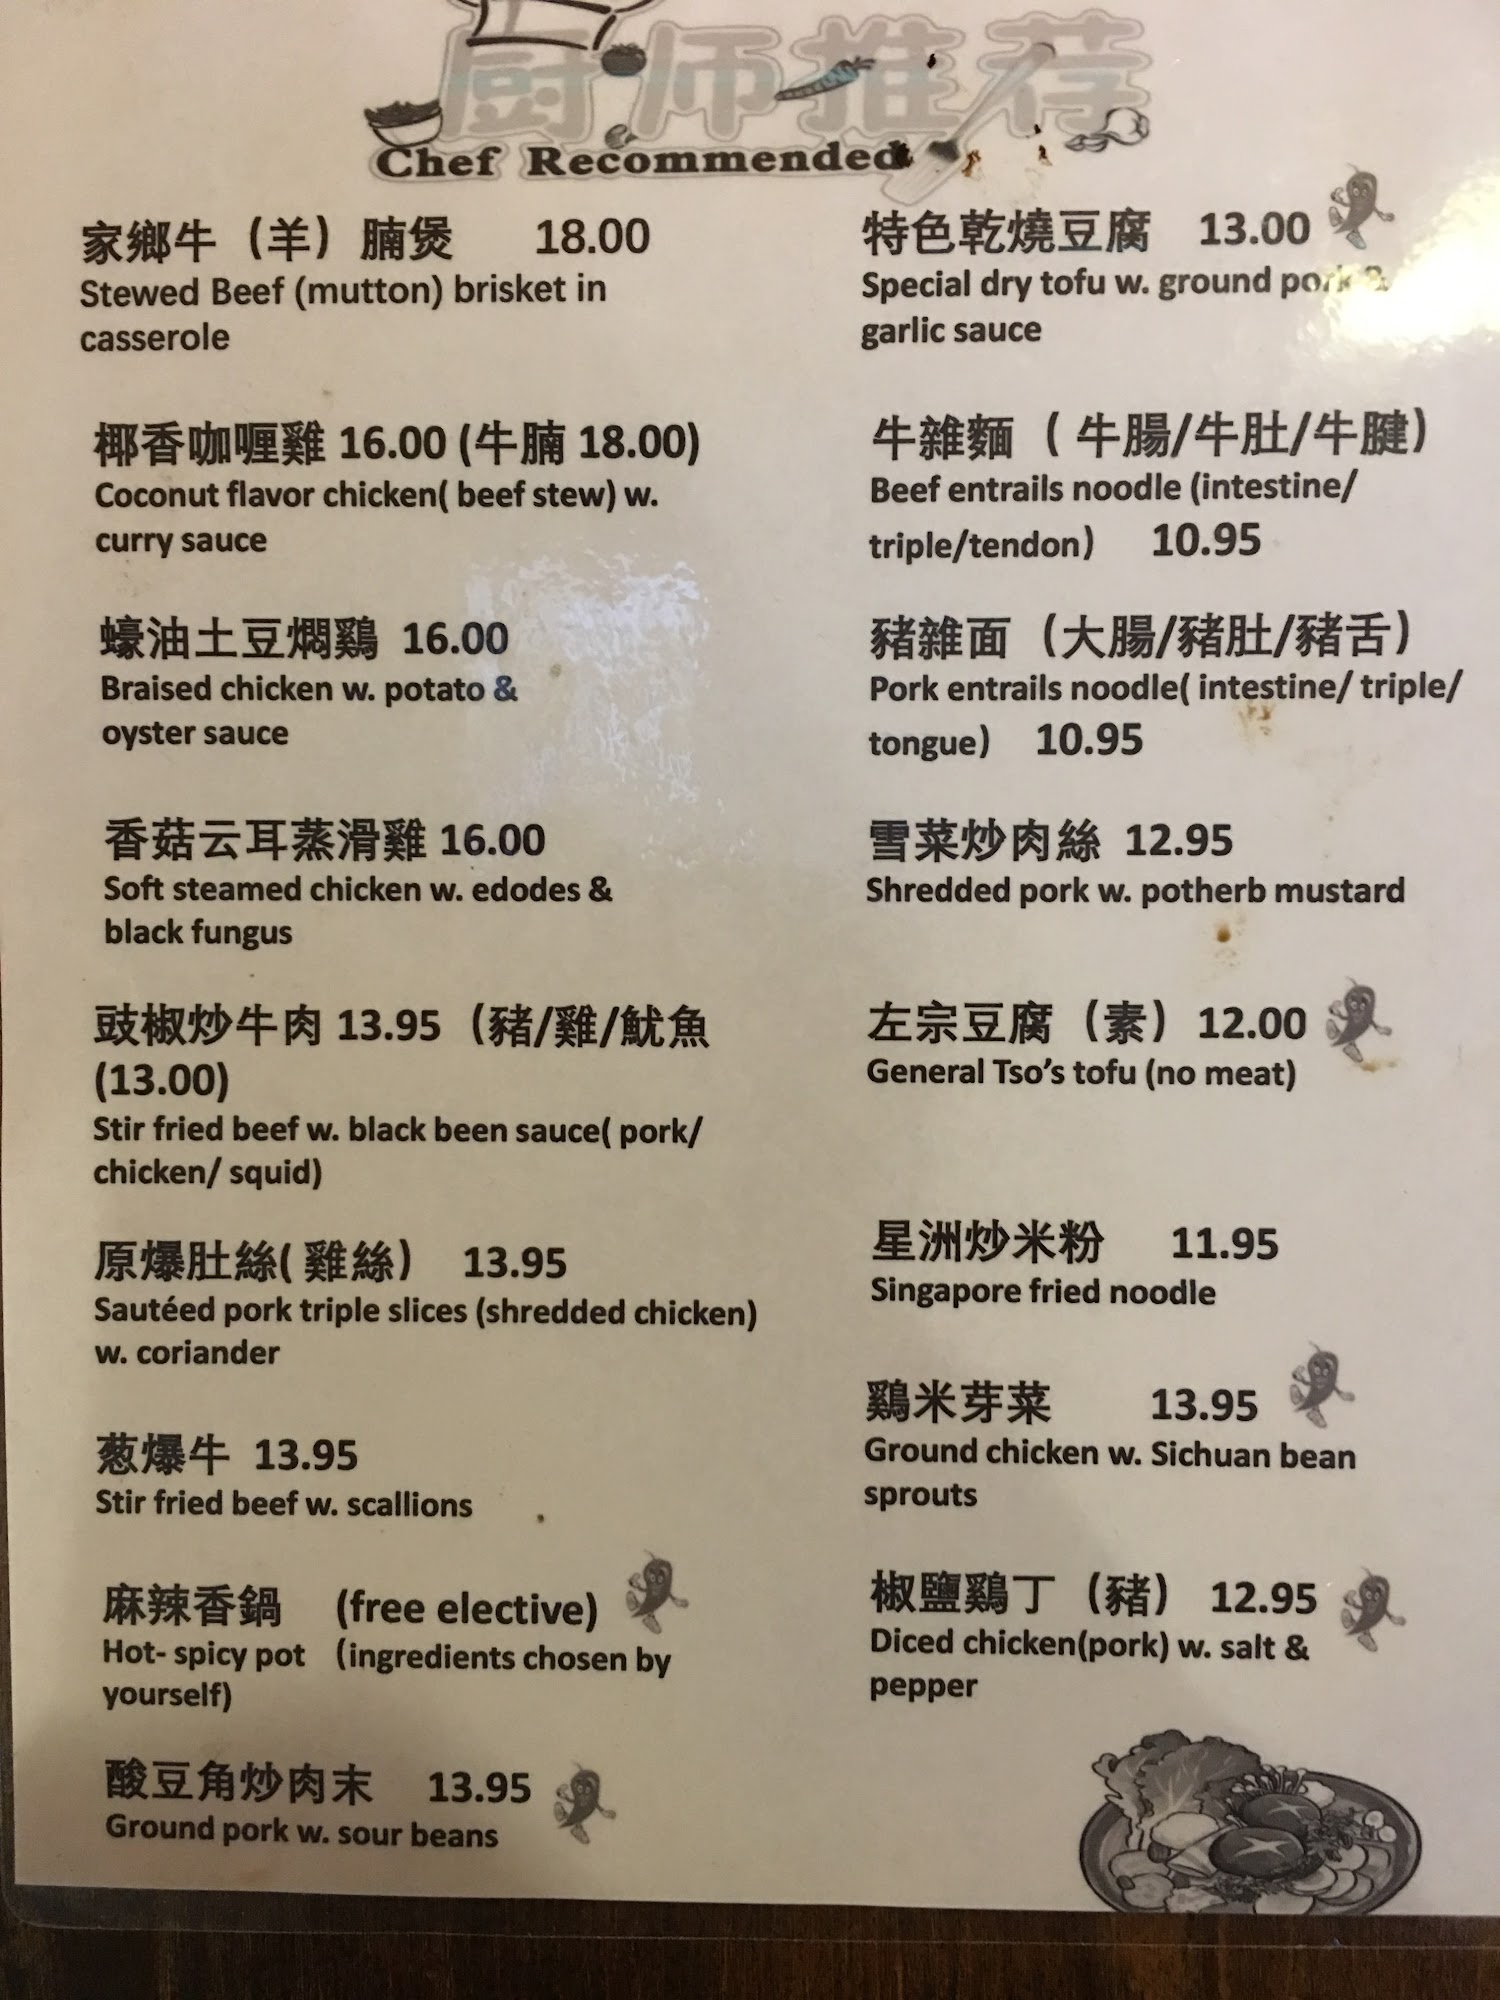 厨师推荐
Chef Recommended
家鄉牛（羊）腩煲 18.00
Stewed Beef (mutton) brisket in
casserole
椰香咖喱雞 16.00 (牛腩 18.00)
Coconut flavor chicken( beef stew) w.
curry sauce
蠔油土豆燜鷄 16.00
Braised chicken w. potato &
oyster sauce
香菇云耳蒸滑雞 16.00
Soft steamed chicken w. edodes &
black fungus
豉椒炒牛肉 13.95（豬/雞/魷魚
(13.00)
Stir fried beef w. black been sauce( pork/
chicken/ squid)
原爆肚絲( 雞絲） 13.95
Sautéed pork triple slices (shredded chicken)
w. coriander
葱爆牛 13.95
Stir fried beef w. scallions
麻辣香鍋 (free elective)
Hot- spicy pot （ingredients chosen by
yourself)
酸豆角炒肉末 13.95
Ground pork w. sour beans
特色乾燒豆腐 13.00
Special dry tofu w. ground pork &
garlic sauce
牛雜麵（ 牛腸/牛肚/牛腱）
Beef entrails noodle (intestine/
triple/tendon） 10.95
豬雜面（大腸/豬肚/豬舌）
Pork entrails noodle( intestine/ triple/
tongue） 10.95
雪菜炒肉絲 12.95
Shredded pork w. potherb mustard
左宗豆腐（素）12.00
General Tso’s tofu (no meat)
星洲炒米粉 11.95
Singapore fried noodle
鷄米芽菜 13.95
Ground chicken w. Sichuan bean
sprouts
椒鹽鷄丁（豬） 12.95
Diced chicken(pork) w. salt &
pepper